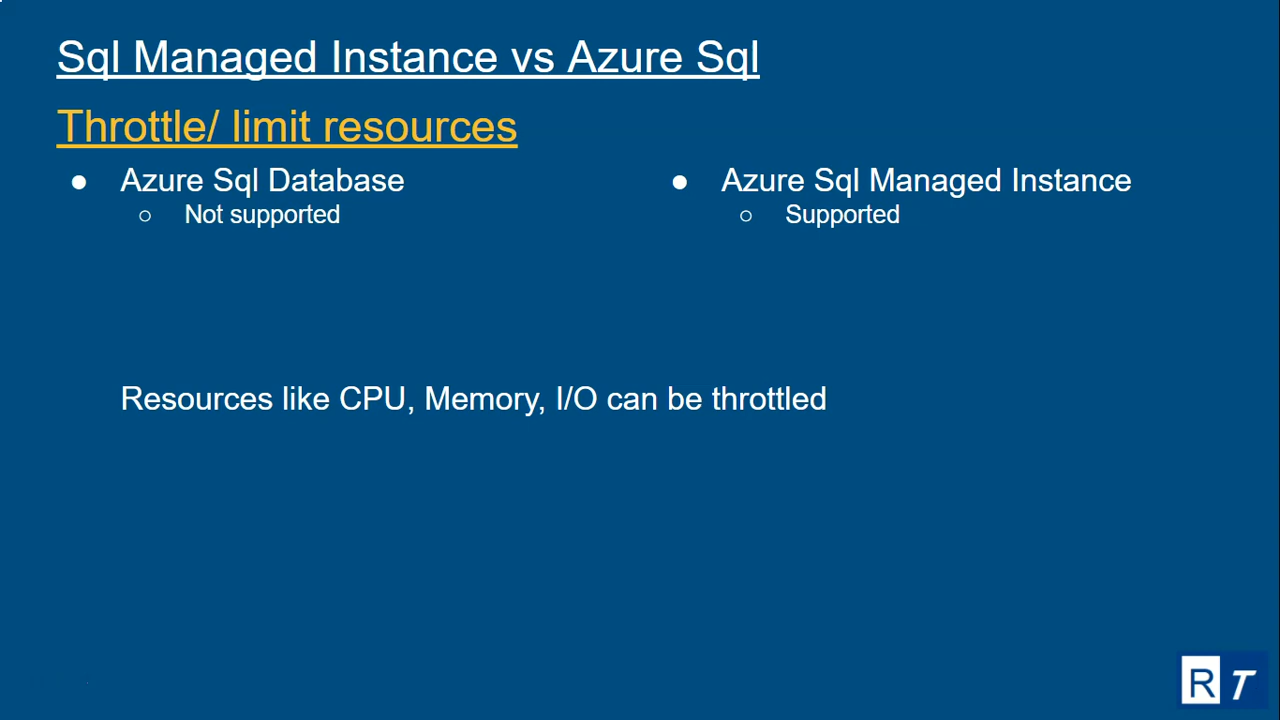 Sql Managed Instance vs Azure Sql
Throttle/ limit resources
● Azure Sql Database
○ Not supported
● Azure Sql Managed Instance
○ Supported
Resources like CPU, Memory, I/O can be throttled
R T